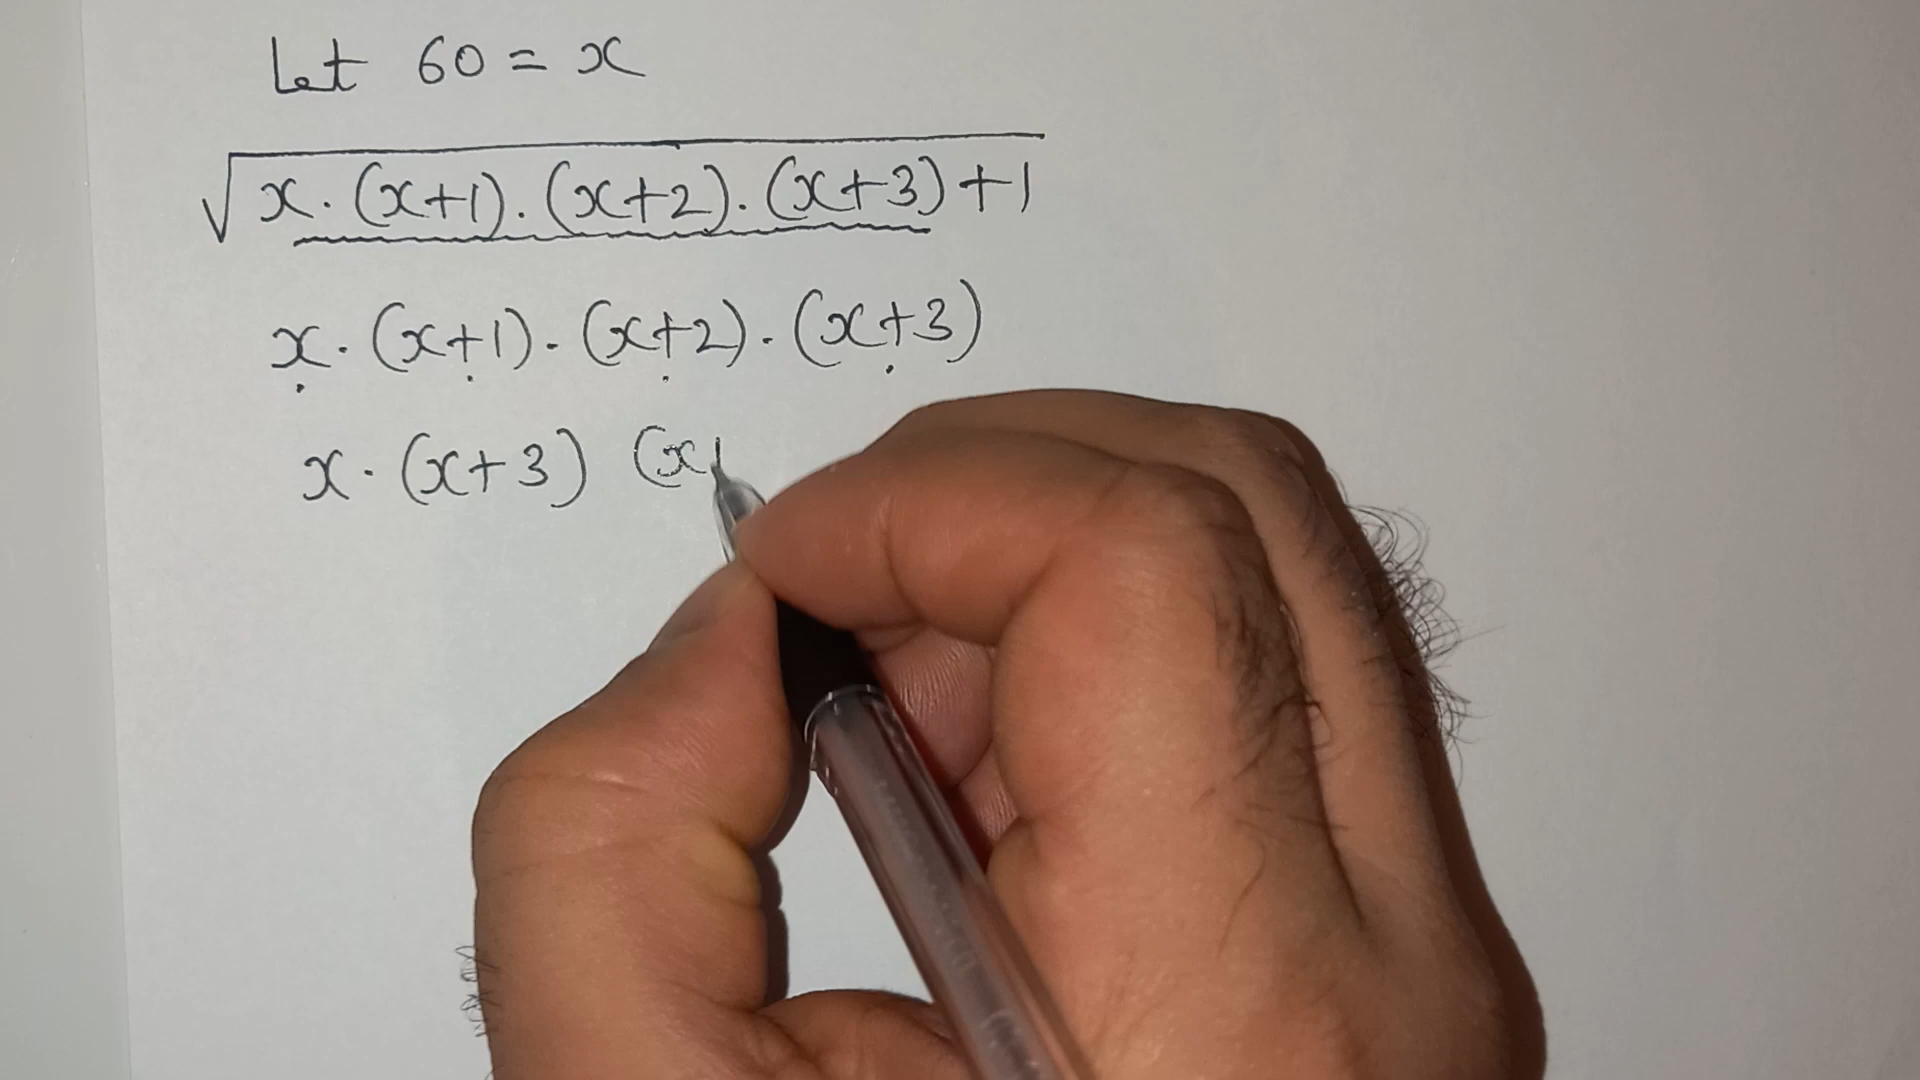 Let 60 = x
√x·(x+1)·(x+2)·(x+3)+1
x·(x+1)·(x+2)·(x+3)
x·(x+3) (x